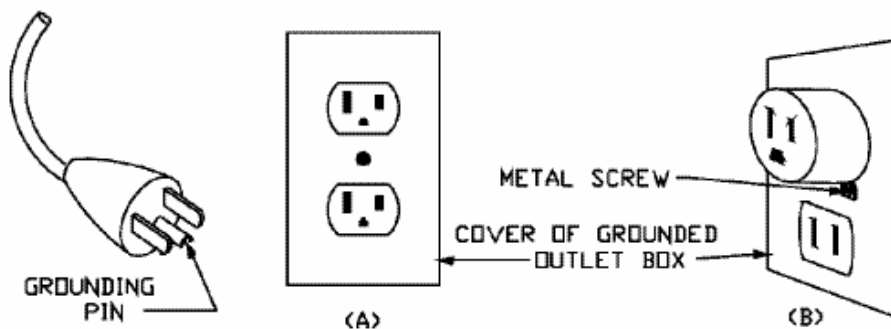 METAL SCREW
COVER OF GROUNDED
OUTLET BOX
GROUNDING
PIN
(A)
(B)